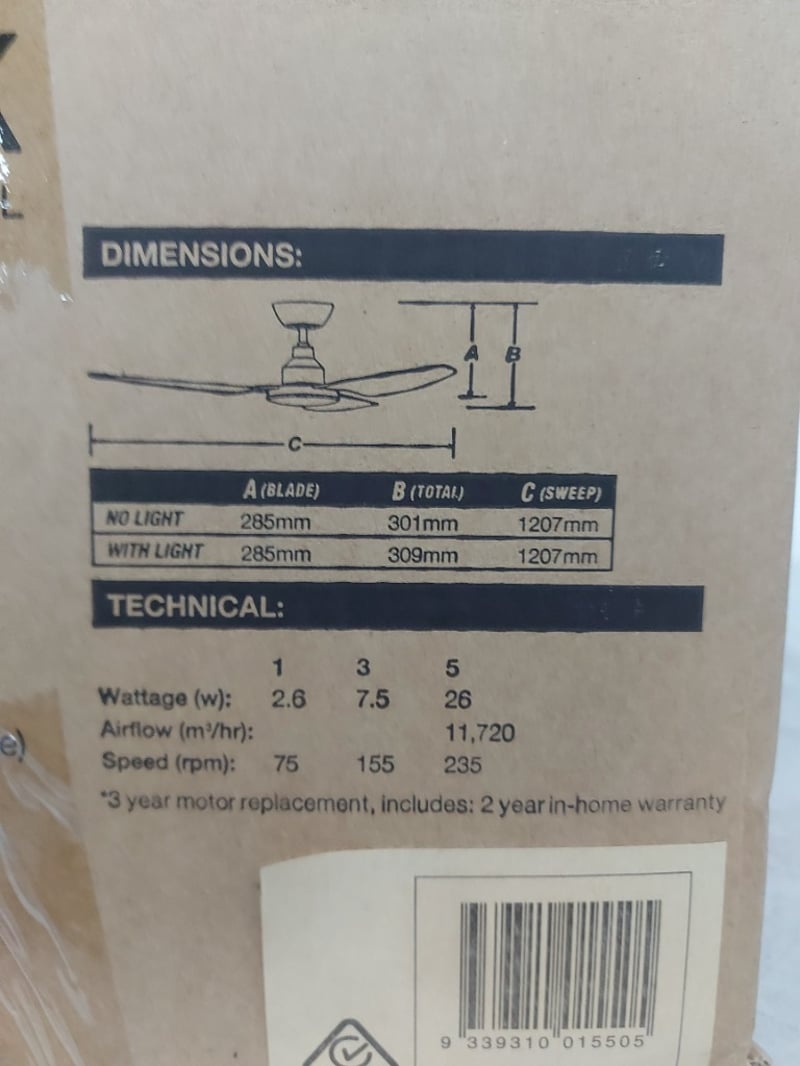 L
DIMENSIONS:
A B
C
A (BLADE) B (TOTAL) C (SWEEP)
NO LIGHT 285mm 301mm 1207mm
WITH LIGHT 285mm 309mm 1207mm
TECHNICAL:
1 3 5
Wattage (w): 2.6 7.5 26
Airflow (m³/hr): 11,720
e)
Speed (rpm): 75 155 235
*3 year motor replacement, includes: 2 year in-home warranty
9 339310 015505